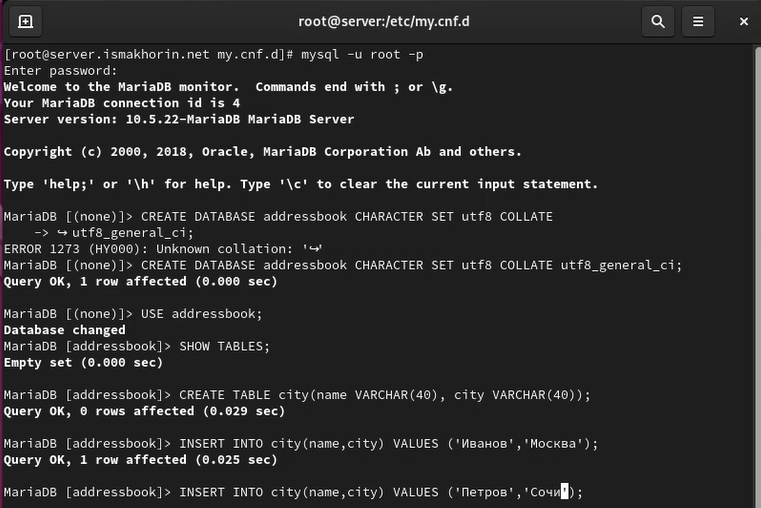 root@server:/etc/my.cnf.d
[root@server.ismakhorin.net my.cnf.d]# mysql -u root -p
Enter password:
Welcome to the MariaDB monitor.  Commands end with ; or \g.
Your MariaDB connection id is 4
Server version: 10.5.22-MariaDB MariaDB Server
Copyright (c) 2000, 2018, Oracle, MariaDB Corporation Ab and others.
Type 'help;' or '\h' for help. Type '\c' to clear the current input statement.
MariaDB [(none)]> CREATE DATABASE addressbook CHARACTER SET utf8 COLLATE
    -> ↪ utf8_general_ci;
ERROR 1273 (HY000): Unknown collation: '↪'
MariaDB [(none)]> CREATE DATABASE addressbook CHARACTER SET utf8 COLLATE utf8_general_ci;
Query OK, 1 row affected (0.000 sec)
MariaDB [(none)]> USE addressbook;
Database changed
MariaDB [addressbook]> SHOW TABLES;
Empty set (0.000 sec)
MariaDB [addressbook]> CREATE TABLE city(name VARCHAR(40), city VARCHAR(40));
Query OK, 0 rows affected (0.029 sec)
MariaDB [addressbook]> INSERT INTO city(name,city) VALUES ('Иванов','Москва');
Query OK, 1 row affected (0.025 sec)
MariaDB [addressbook]> INSERT INTO city(name,city) VALUES ('Петров','Сочи');